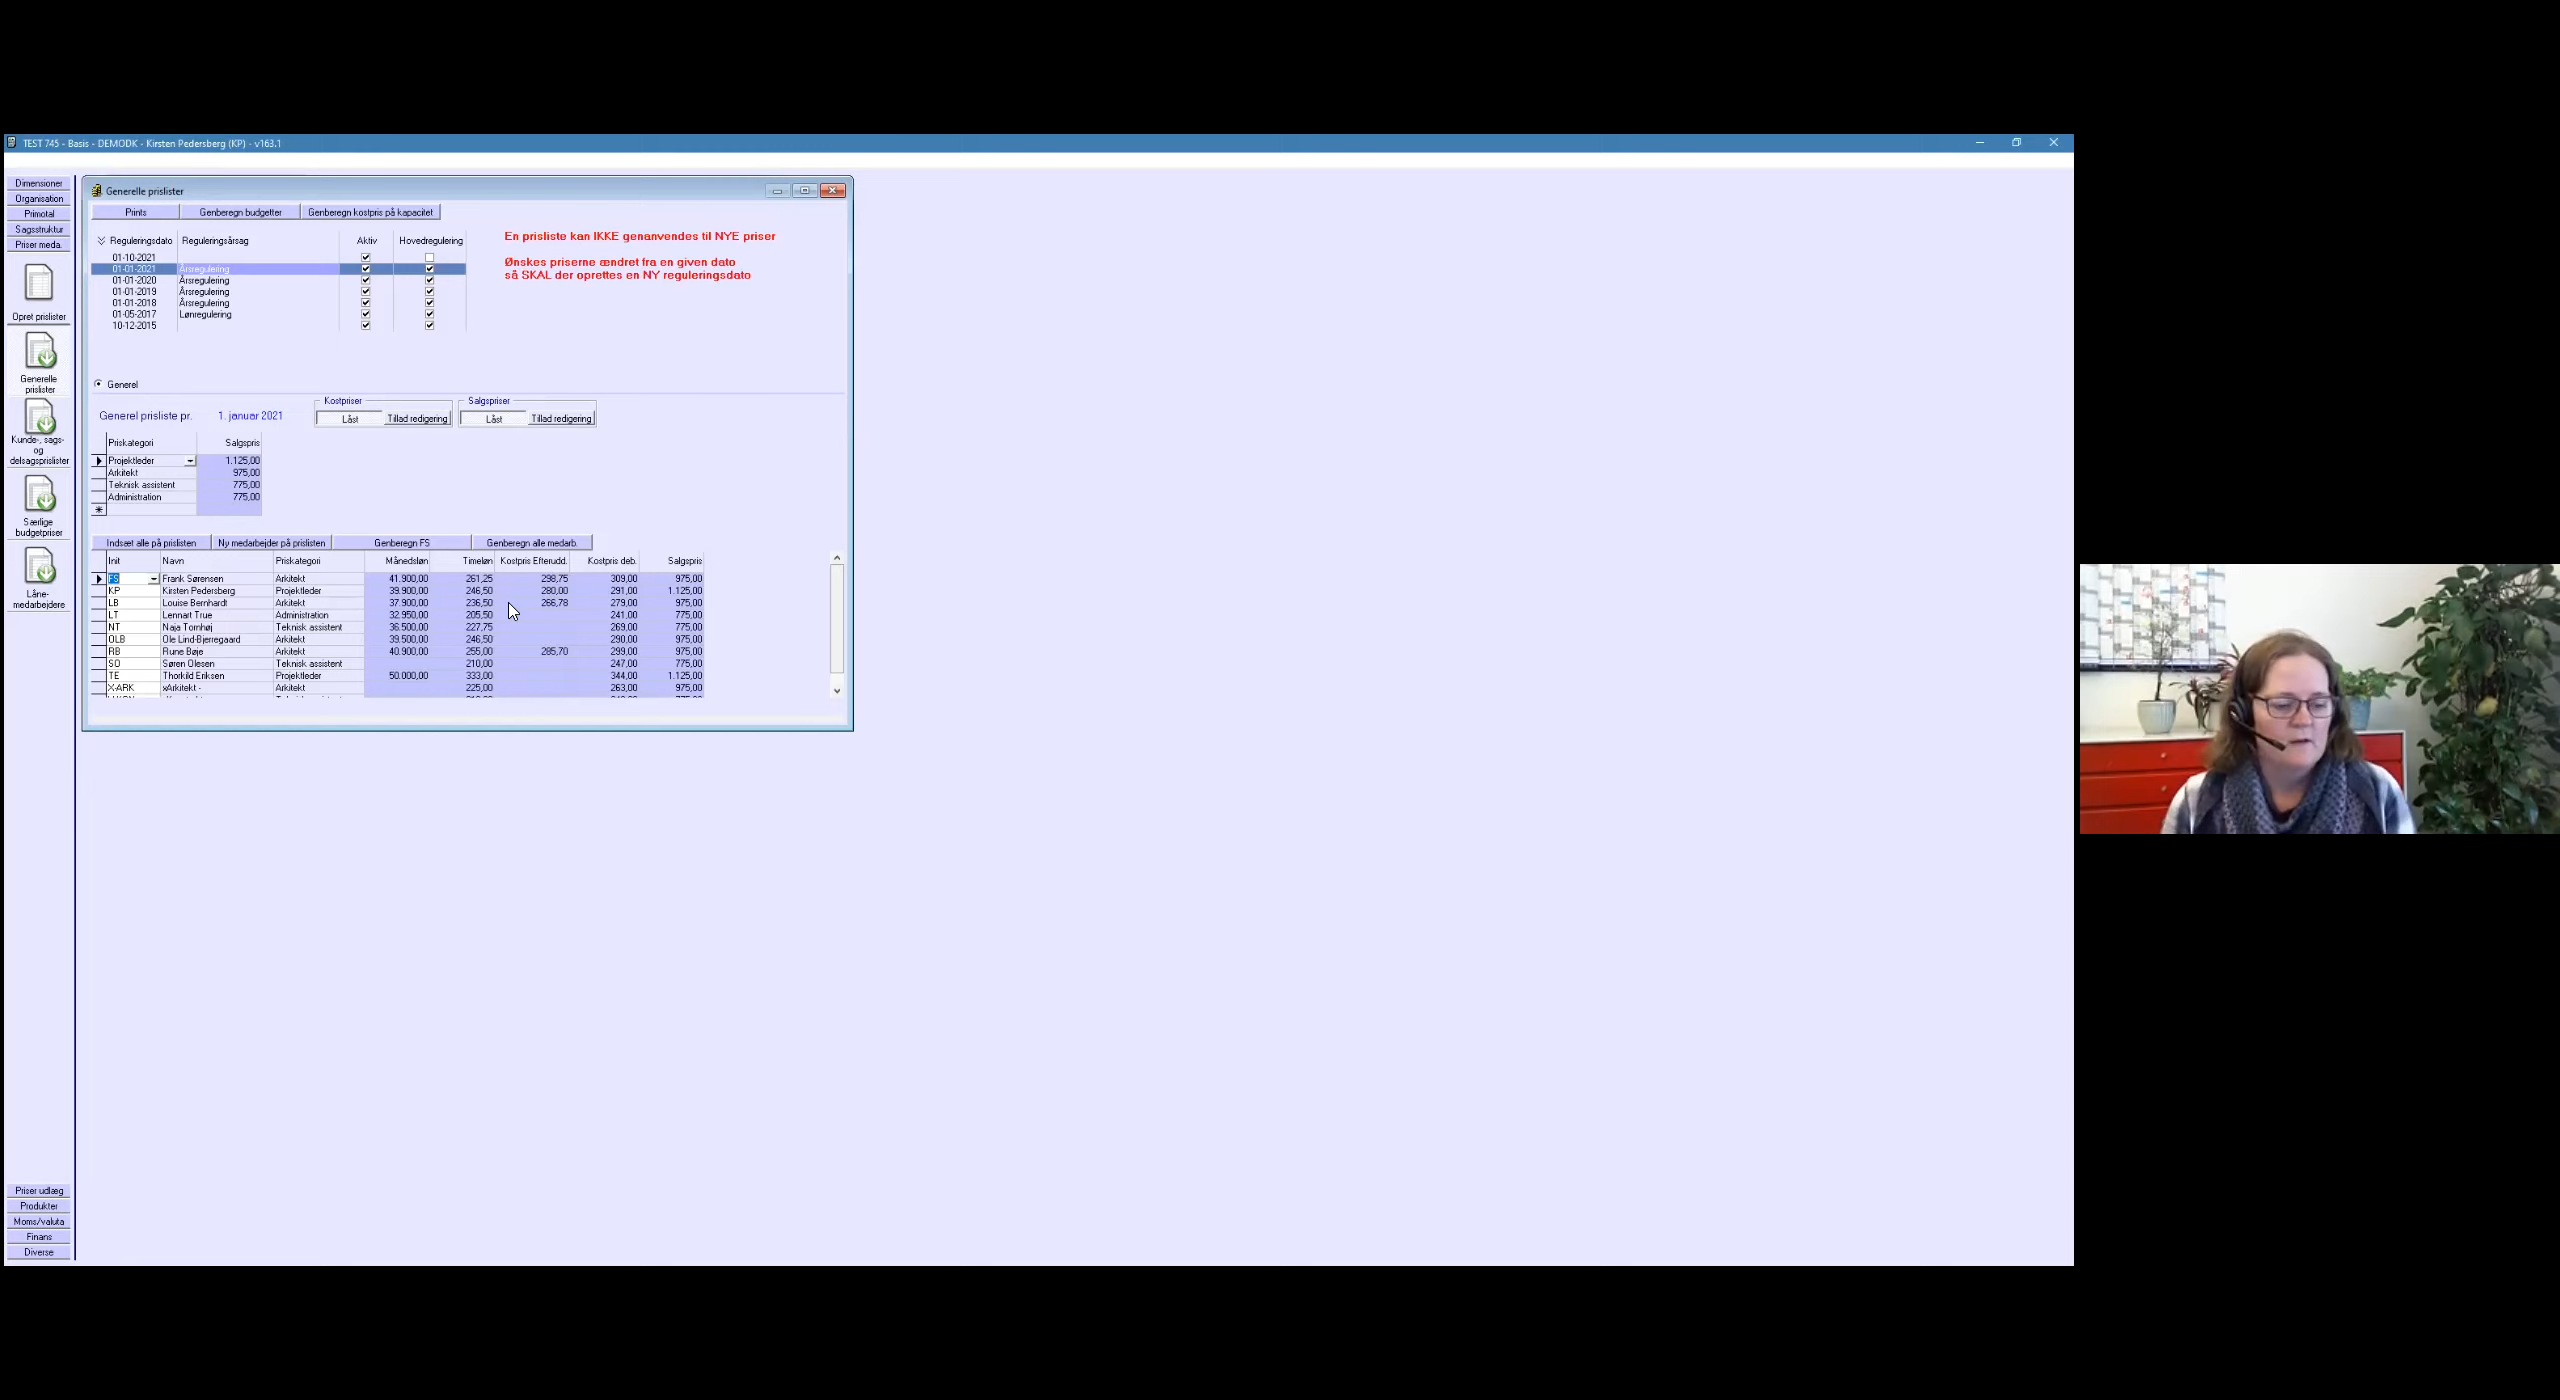 TEST 745 - Basis - DEMODK - Kirsten Pedersberg (KP) - v163.1
Dimensioner
Organisation
Primotal
Sagsstruktur
Priser meda.
Opret prislister
Generelle
prislister
Kunde-, sags-
og
delsagsprislister
Særlige
budgetpriser
Låne-
medarbejdere
Priser udlæg
Produkter
Moms/valuta
Finans
Diverse
Generelle prislister
Prints Genberegn budgetter Genberegn kostpris på kapacitet
Reguleringsdato Reguleringsårsag Aktiv Hovedregulering
01-10-2021
01-01-2021 Årsregulering
01-01-2020 Årsregulering
01-01-2019 Årsregulering
01-01-2018 Årsregulering
01-05-2017 Lønregulering
10-12-2015
En prisliste kan IKKE genanvendes til NYE priser
Ønskes priserne ændret fra en given dato
så SKAL der oprettes en NY reguleringsdato
Generel
Generel prisliste pr. 1. januar 2021
Kostpriser Salgspriser
Låst Tillad redigering Låst Tillad redigering
Priskategori Salgspris
Projektleder 1.125,00
Arkitekt 975,00
Teknisk assistent 775,00
Administration 775,00
Indsæt alle på prislisten Ny medarbejder på prislisten Genberegn FS Genberegn alle medarb.
Init Navn Priskategori Månedsløn Timeløn Kostpris Efterudd. Kostpris deb. Salgspris
FS Frank Sørensen Arkitekt 41.900,00 261,25 298,75 309,00 975,00
KP Kirsten Pedersberg Projektleder 39.900,00 246,50 280,00 291,00 1.125,00
LB Louise Bernhardt Arkitekt 37.900,00 236,50 266,78 279,00 975,00
LT Lennart True Administration 32.950,00 205,50 241,00 775,00
NT Naja Tornhøj Teknisk assistent 36.500,00 227,75 269,00 775,00
OLB Ole Lind-Bjerregaard Arkitekt 39.500,00 246,50 290,00 975,00
RB Rune Bøje Arkitekt 40.900,00 255,00 285,70 299,00 975,00
SO Søren Olesen Teknisk assistent 210,00 247,00 775,00
TE Thorkild Eriksen Projektleder 50.000,00 333,00 344,00 1.125,00
X-ARK xArkitekt - Arkitekt 225,00 263,00 975,00